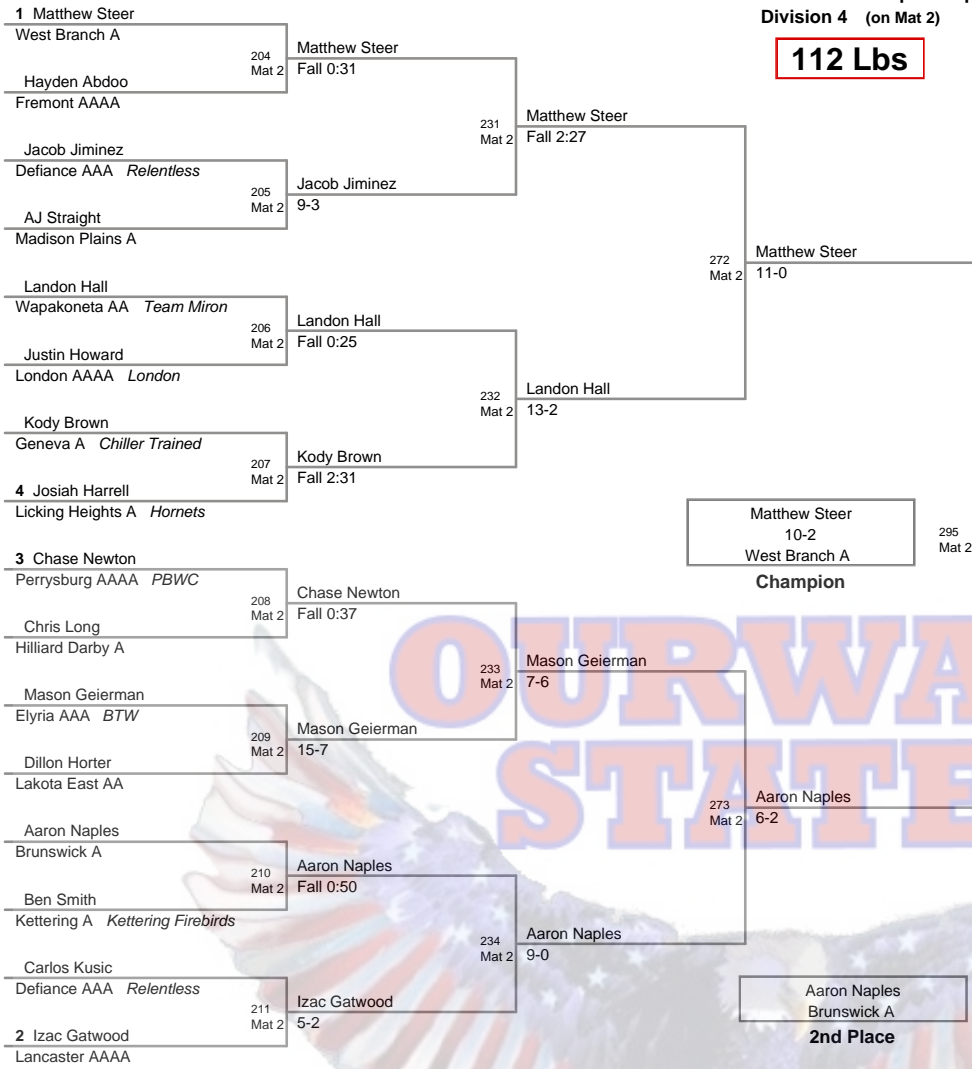 Division 4 (on Mat 2)
112 Lbs
1 Matthew Steer
West Branch A
204
Mat 2
Matthew Steer
Fall 0:31
Hayden Abdoo
Fremont AAAA
231
Mat 2
Matthew Steer
Fall 2:27
Jacob Jiminez
Defiance AAA Relentless
205
Mat 2
Jacob Jiminez
9-3
AJ Straight
Madison Plains A
272
Mat 2
Matthew Steer
11-0
Landon Hall
Wapakoneta AA Team Miron
206
Mat 2
Landon Hall
Fall 0:25
Justin Howard
London AAAA London
232
Mat 2
Landon Hall
13-2
Kody Brown
Geneva A Chiller Trained
207
Mat 2
Kody Brown
Fall 2:31
4 Josiah Harrell
Licking Heights A Hornets
Matthew Steer
10-2
West Branch A
Champion
295
Mat 2
3 Chase Newton
Perrysburg AAAA PBWC
208
Mat 2
Chase Newton
Fall 0:37
Chris Long
Hilliard Darby A
233
Mat 2
Mason Geierman
7-6
Mason Geierman
Elyria AAA BTW
209
Mat 2
Mason Geierman
15-7
Dillon Horter
Lakota East AA
273
Mat 2
Aaron Naples
6-2
Aaron Naples
Brunswick A
210
Mat 2
Aaron Naples
Fall 0:50
Ben Smith
Kettering A Kettering Firebirds
234
Mat 2
Aaron Naples
9-0
Carlos Kusic
Defiance AAA Relentless
211
Mat 2
Izac Gatwood
5-2
2 Izac Gatwood
Lancaster AAAA
Aaron Naples
Brunswick A
2nd Place
OURWA
STATE